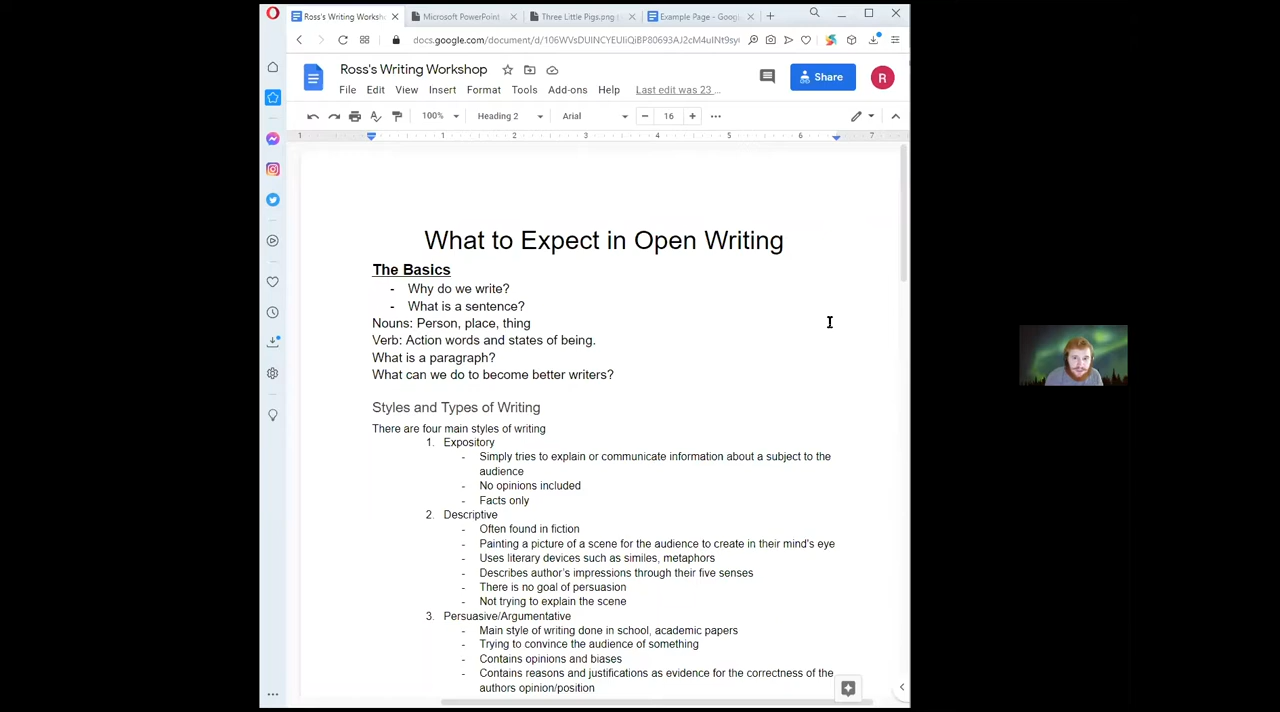 Ross's Writing Worksh
Microsoft PowerPoint
Three Little Pigs.png
Example Page - Googl
Ross's Writing Workshop
Share
R
File Edit View Insert Format Tools Add-ons Help Last edit was 23 ...
100% Heading 2 Arial 16
1 1 2 3 4 5 6 7
What to Expect in Open Writing
The Basics
- Why do we write?
- What is a sentence?
Nouns: Person, place, thing
Verb: Action words and states of being.
What is a paragraph?
What can we do to become better writers?
Styles and Types of Writing
There are four main styles of writing
1. Expository
- Simply tries to explain or communicate information about a subject to the
audience
- No opinions included
- Facts only
2. Descriptive
- Often found in fiction
- Painting a picture of a scene for the audience to create in their mind's eye
- Uses literary devices such as similes, metaphors
- Describes author's impressions through their five senses
- There is no goal of persuasion
- Not trying to explain the scene
3. Persuasive/Argumentative
- Main style of writing done in school, academic papers
- Trying to convince the audience of something
- Contains opinions and biases
- Contains reasons and justifications as evidence for the correctness of the
authors opinion/position